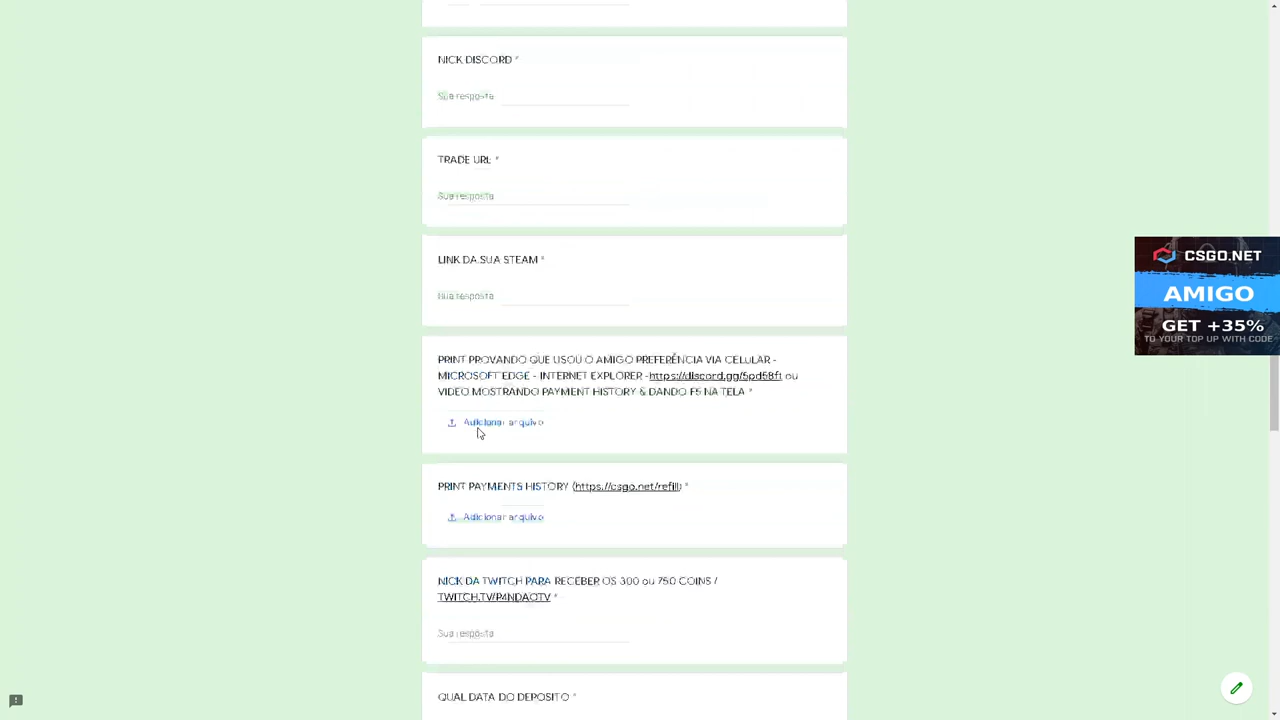 NICK DISCORD *
Sua resposta
TRADE URL *
Sua resposta
LINK DA SUA STEAM *
Sua resposta
PRINT PROVANDO QUE USOU O AMIGO PREFERÊNCIA VIA CELULAR -
MICROSOFT EDGE - INTERNET EXPLORER -https://discord.gg/5pd58f1 ou
VIDEO MOSTRANDO PAYMENT HISTORY & DANDO F5 NA TELA *
Adicionar arquivo
PRINT PAYMENTS HISTORY (https://csgo.net/refill) *
Adicionar arquivo
NICK DA TWITCH PARA RECEBER OS 300 ou 750 COINS /
TWITCH.TV/P4NDAOTV *
Sua resposta
QUAL DATA DO DEPOSITO *
CSGO.NET
AMIGO
GET +35%
TO YOUR TOP UP WITH CODE